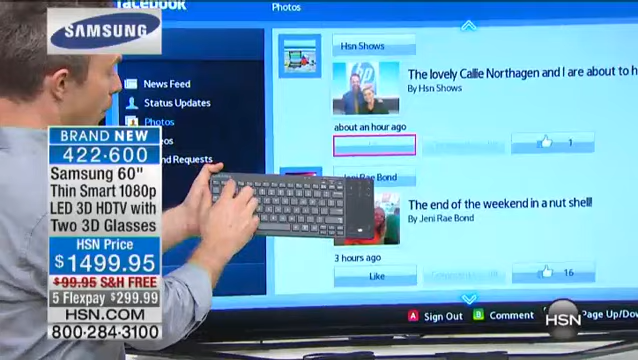 facebook
Photos
SAMSUNG
Hsn Shows
News Feed
The lovely Callie Northagen and I are about to h
By Hsn Shows
Status Updates
Photos
about an hour ago
BRAND NEW
422-600
1
Requests
Samsung 60"
Thin Smart 1080p
LED 3D HDTV with
Two 3D Glasses
Rae Bond
The end of the weekend in a nut shell!
By Jeni Rae Bond
HSN Price
$1499.95
3 hours ago
$99.95 S&H FREE
Like
16
5 Flexpay $299.99
HSN.COM
800-284-3100
A Sign Out
B Comment
HSN
Page Up/Dow